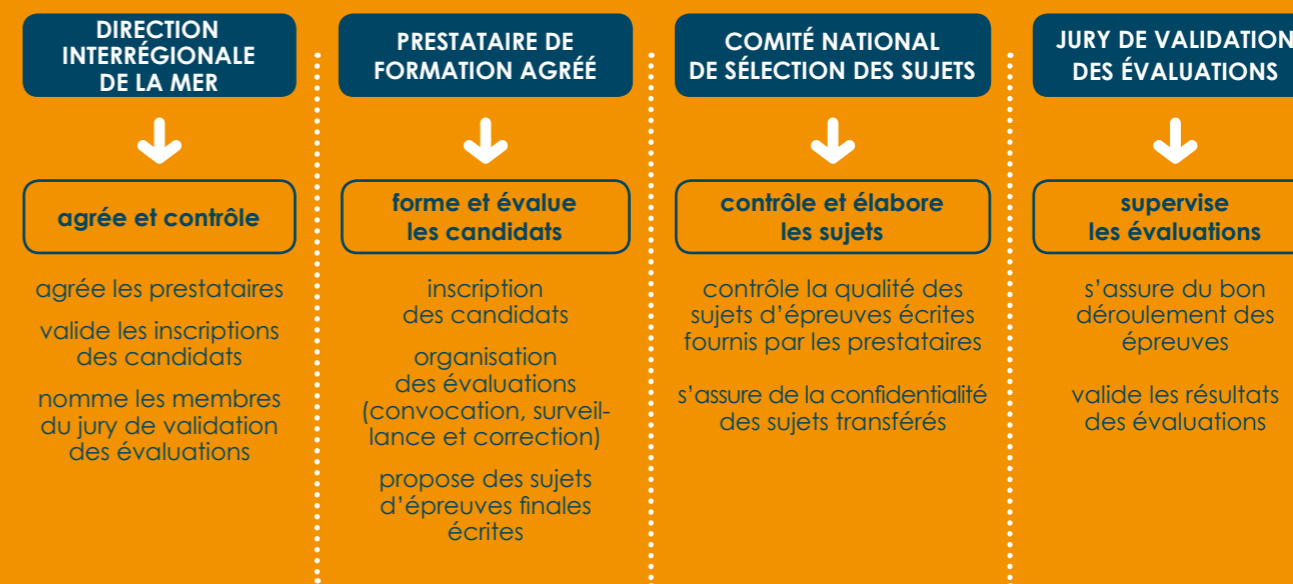 DIRECTION
INTERRÉGIONALE
DE LA MER
agrée et contrôle
agrée les prestataires
valide les inscriptions
des candidats
nomme les membres
du jury de validation
des évaluations
PRESTATAIRE DE
FORMATION AGRÉÉ
forme et évalue
les candidats
inscription
des candidats
organisation
des évaluations
(convocation, surveil-
lance et correction)
propose des sujets
d’épreuves finales
écrites
COMITÉ NATIONAL
DE SÉLECTION DES SUJETS
contrôle et élabore
les sujets
contrôle la qualité des
sujets d’épreuves écrites
fournis par les prestataires
s’assure de la confidentialité
des sujets transférés
JURY DE VALIDATION
DES ÉVALUATIONS
supervise
les évaluations
s’assure du bon
déroulement des
épreuves
valide les résultats
des évaluations